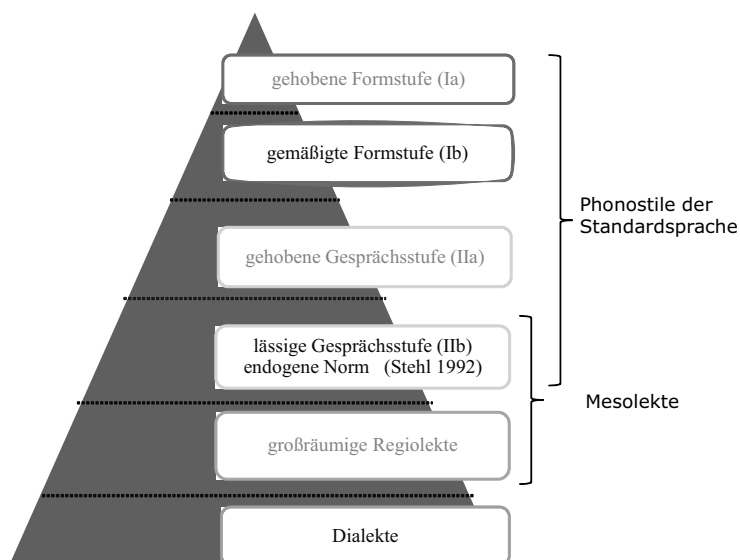 gehobene Formstufe (Ia)
gemäßigte Formstufe (Ib)
Phonostile der
Standardsprache
gehobene Gesprächsstufe (IIa)
lässige Gesprächsstufe (IIb)
endogene Norm (Stehl 1992)
Mesolekte
großräumige Regiolekte
Dialekte